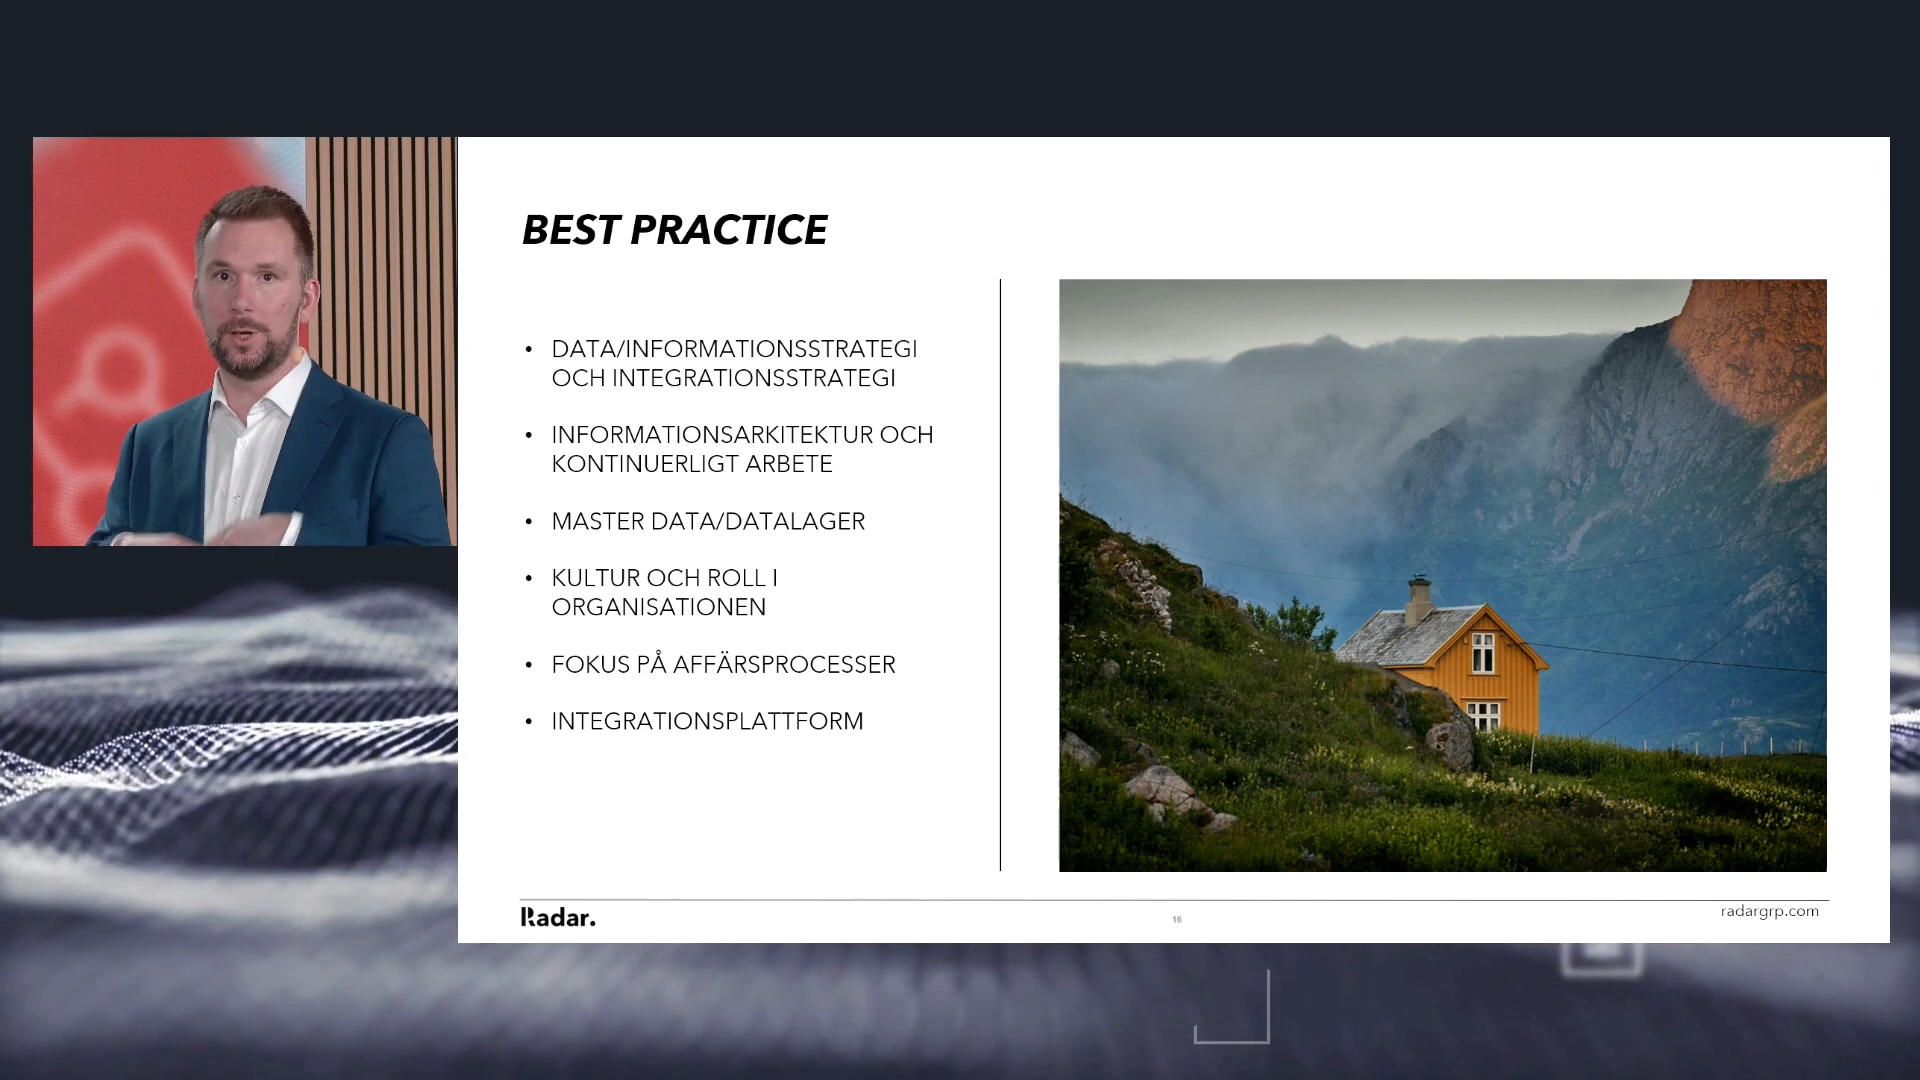 BEST PRACTICE
• DATA/INFORMATIONSSTRATEGI
OCH INTEGRATIONSSTRATEGI
• INFORMATIONSARKITEKTUR OCH
KONTINUERLIGT ARBETE
• MASTER DATA/DATALAGER
• KULTUR OCH ROLL I
ORGANISATIONEN
• FOKUS PÅ AFFÄRSPROCESSER
• INTEGRATIONSPLATTFORM
Radar.
16
radargrp.com